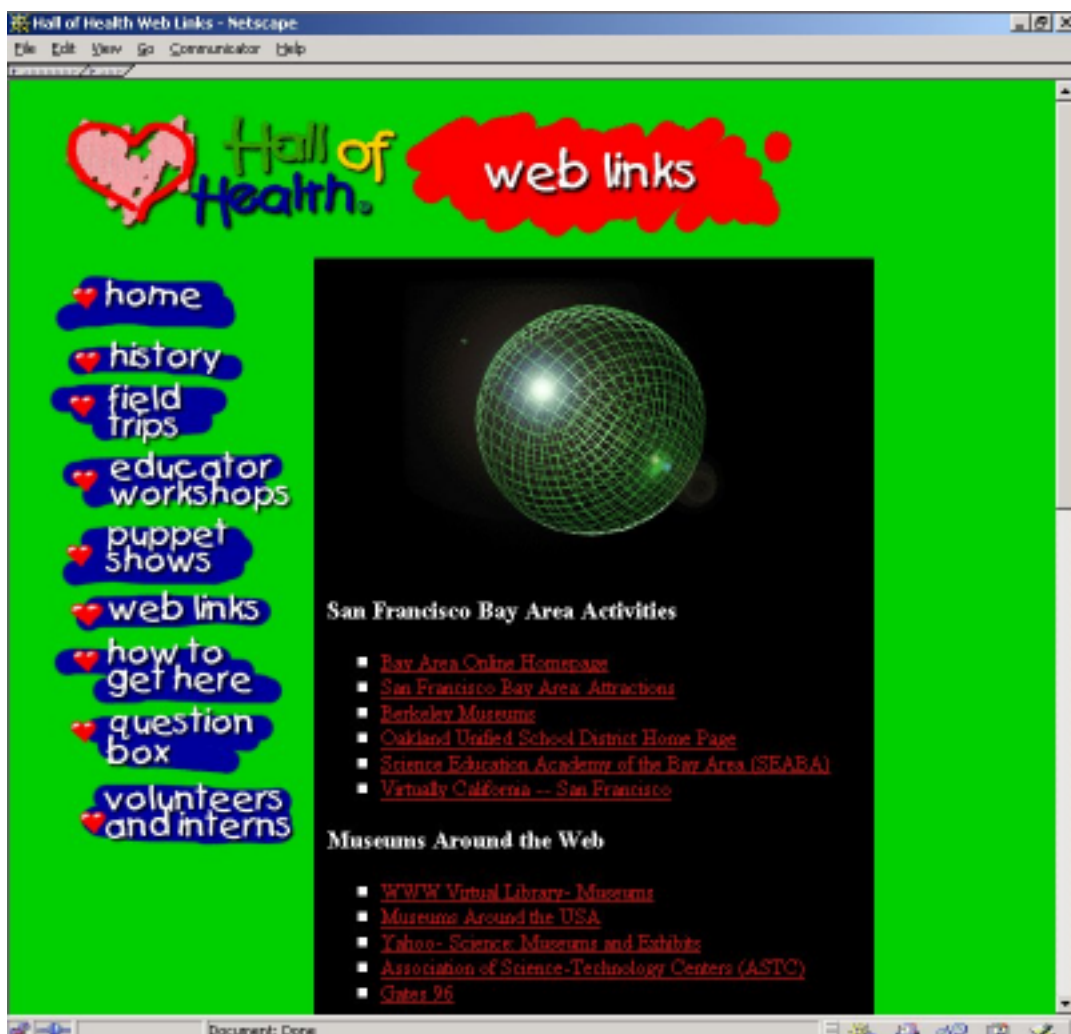 Hall of Health Web Links - Netscape
File Edit View Go Communicator Help
Hall of
Health
web links
home
history
field
trips
educator
workshops
puppet
shows
web links
how to
get here
question
box
volunteers
and interns
San Francisco Bay Area Activities
Bay Area Online Homepage
San Francisco Bay Area: Attractions
Berkeley Museums
Oakland Unified School District Home Page
Science Education Academy of the Bay Area (SEABA)
Virtually California -- San Francisco
Museums Around the Web
WWW Virtual Library- Museums
Museums Around the USA
Yahoo- Science: Museums and Exhibits
Association of Science-Technology Centers (ASTC)
Gates 96
Document: Done